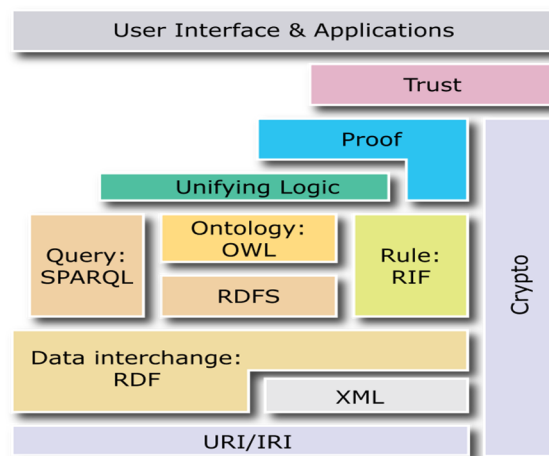 User Interface & Applications
Trust
Proof
Unifying Logic
Query:
SPARQL
Ontology:
OWL
RDFS
Rule:
RIF
Crypto
Data interchange:
RDF
XML
URI/IRI